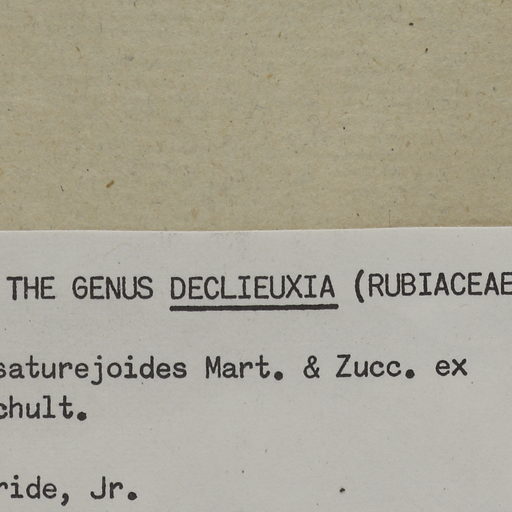 THE GENUS DECLIEUXIA (RUBIACEAE
saturejoides Mart. & Zucc. ex
chult.
ride, Jr.